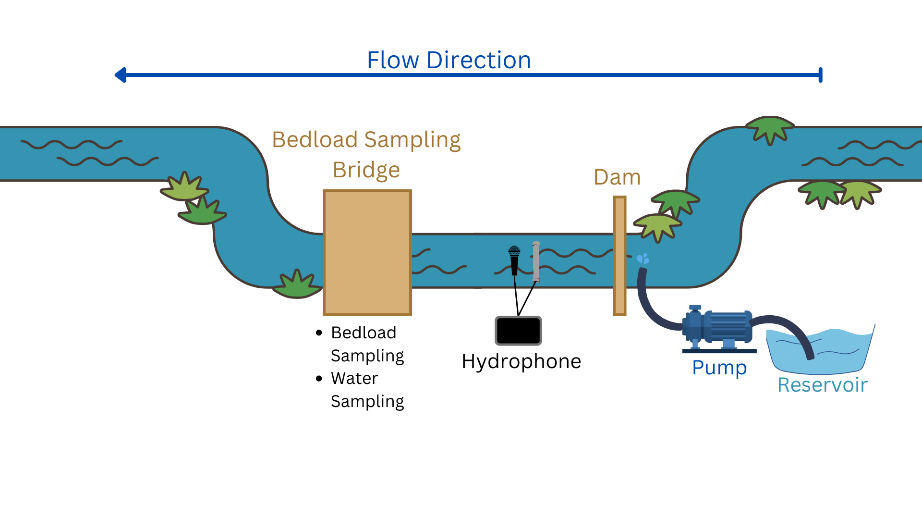 Flow Direction
Bedload Sampling
Bridge
Dam
• Bedload
Sampling
• Water
Sampling
Hydrophone
Pump
Reservoir